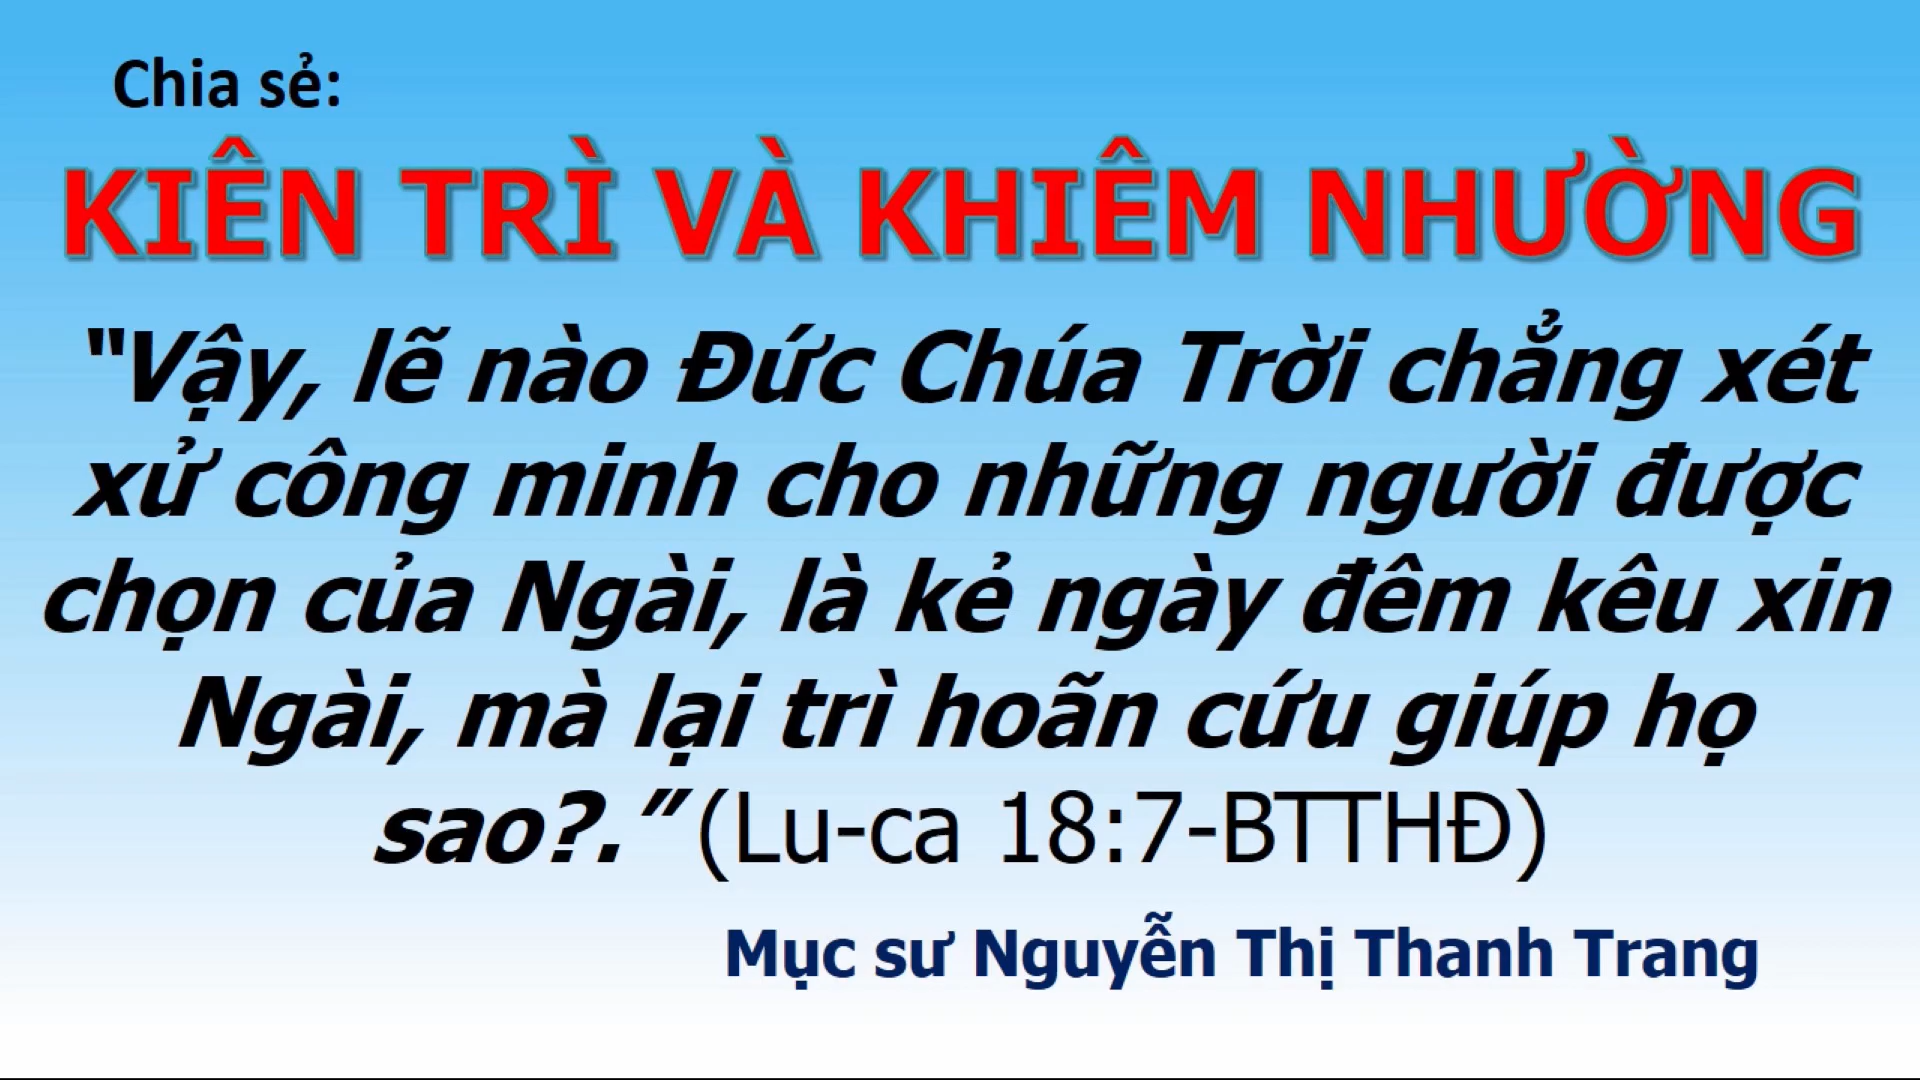 Chia sẻ:
KIÊN TRÌ VÀ KHIÊM NHƯỜNG
“Vậy, lẽ nào Đức Chúa Trời chẳng xét
xử công minh cho những người được
chọn của Ngài, là kẻ ngày đêm kêu xin
Ngài, mà lại trì hoãn cứu giúp họ
sao?.” (Lu-ca 18:7-BTTHĐ)
Mục sư Nguyễn Thị Thanh Trang